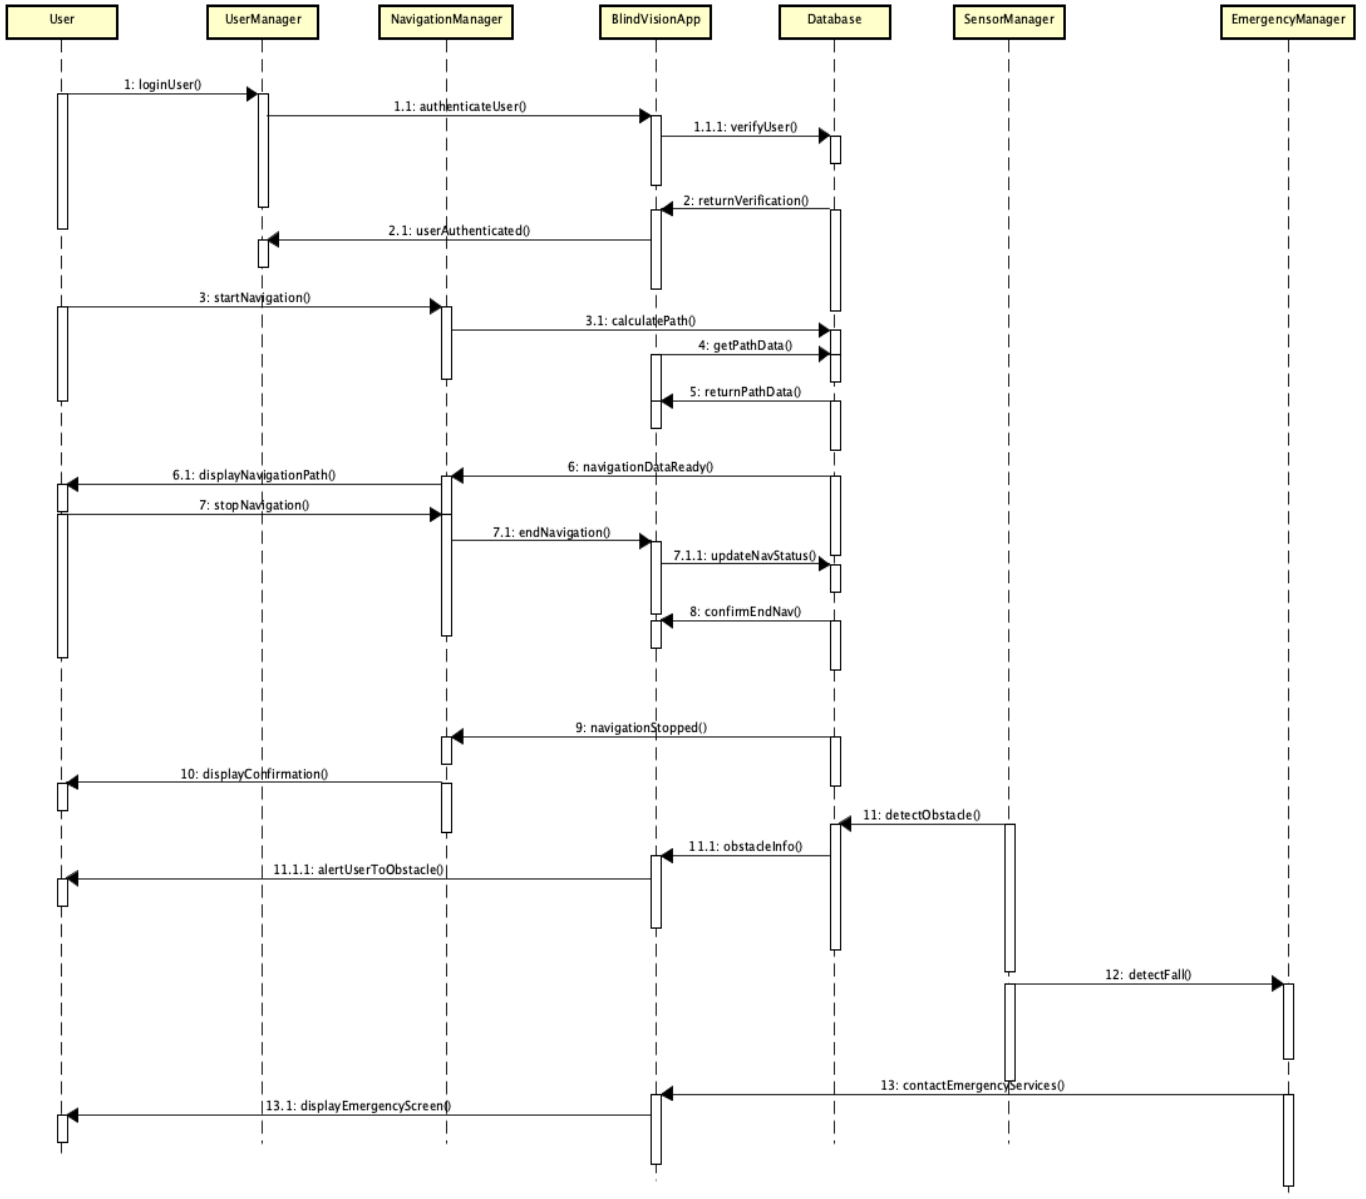 User
UserManager
NavigationManager
BlindVisionApp
Database
SensorManager
EmergencyManager
1: loginUser()
1.1: authenticateUser()
1.1.1: verifyUser()
2: returnVerification()
2.1: userAuthenticated()
3: startNavigation()
3.1: calculatePath()
4: getPathData()
5: returnPathData()
6: navigationDataReady()
6.1: displayNavigationPath()
7: stopNavigation()
7.1: endNavigation()
7.1.1: updateNavStatus()
8: confirmEndNav()
9: navigationStopped()
10: displayConfirmation()
11: detectObstacle()
11.1: obstacleInfo()
11.1.1: alertUserToObstacle()
12: detectFall()
13: contactEmergencyServices()
13.1: displayEmergencyScreen()